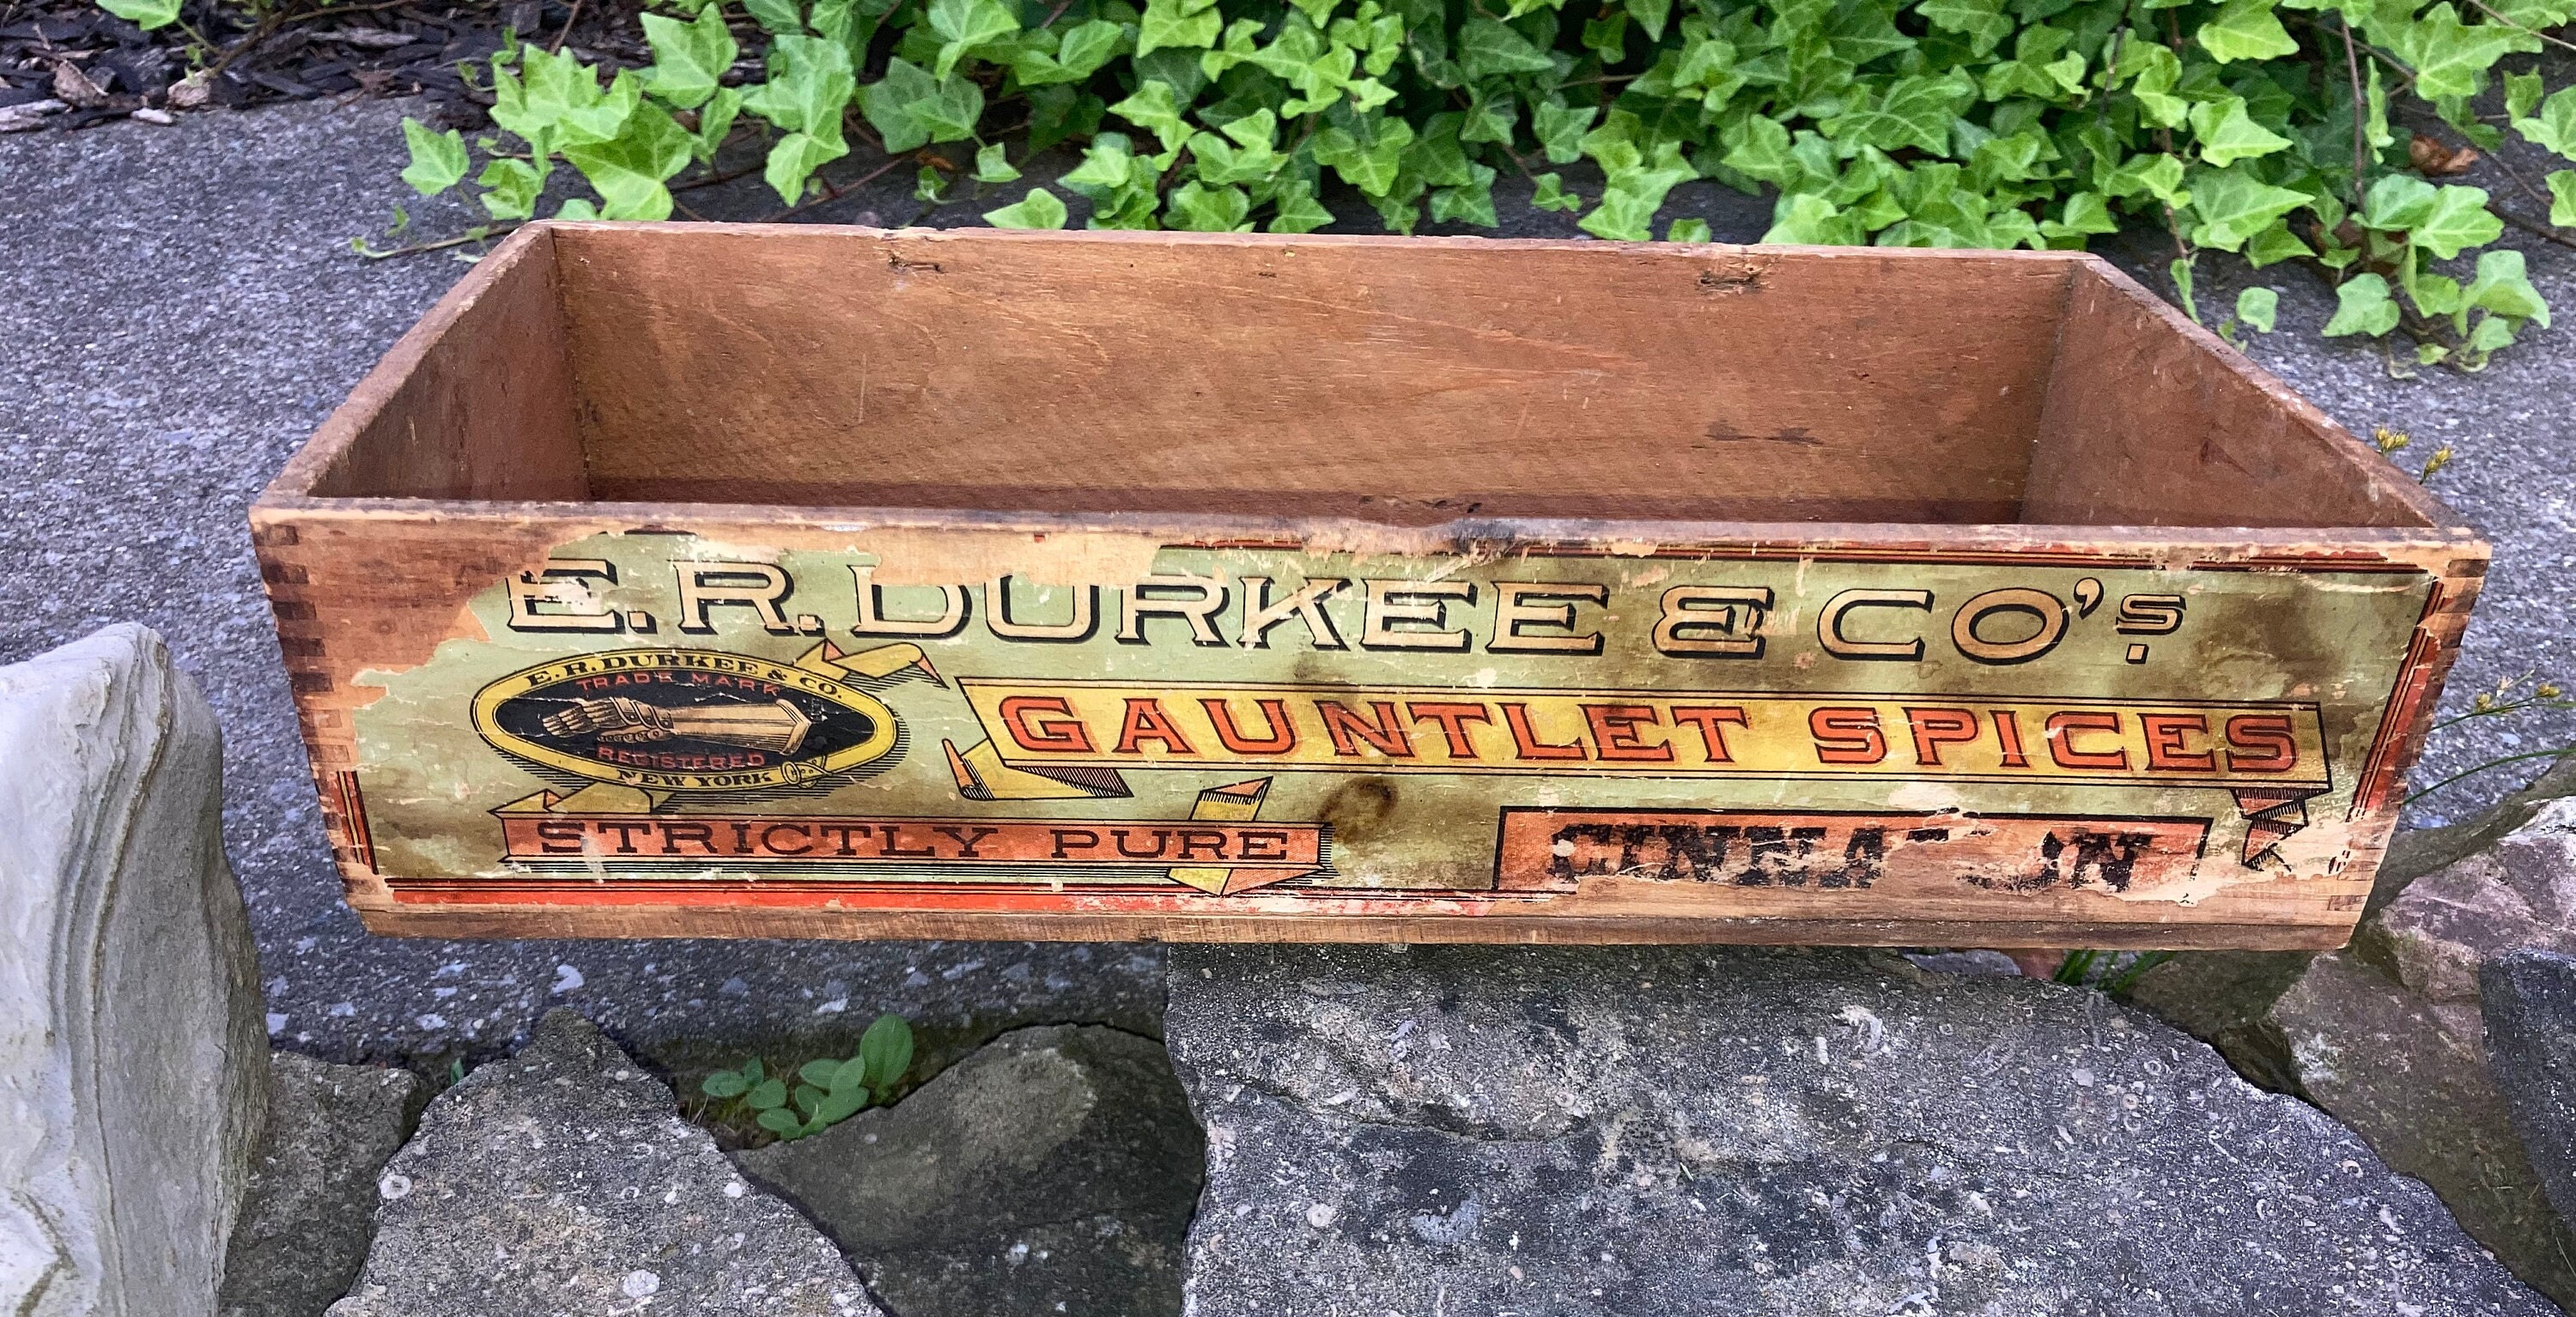 E.R. DURKEE & CO'S.
E. R. DURKEE & CO.
TRADE MARK
REGISTERED
NEW YORK
GAUNTLET SPICES
STRICTLY PURE